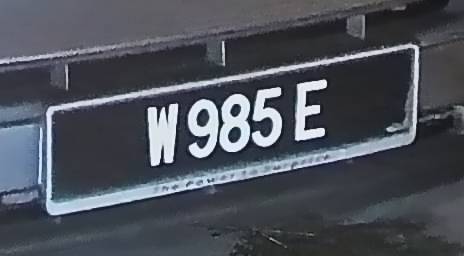 W 985 E
The Power to Surprise